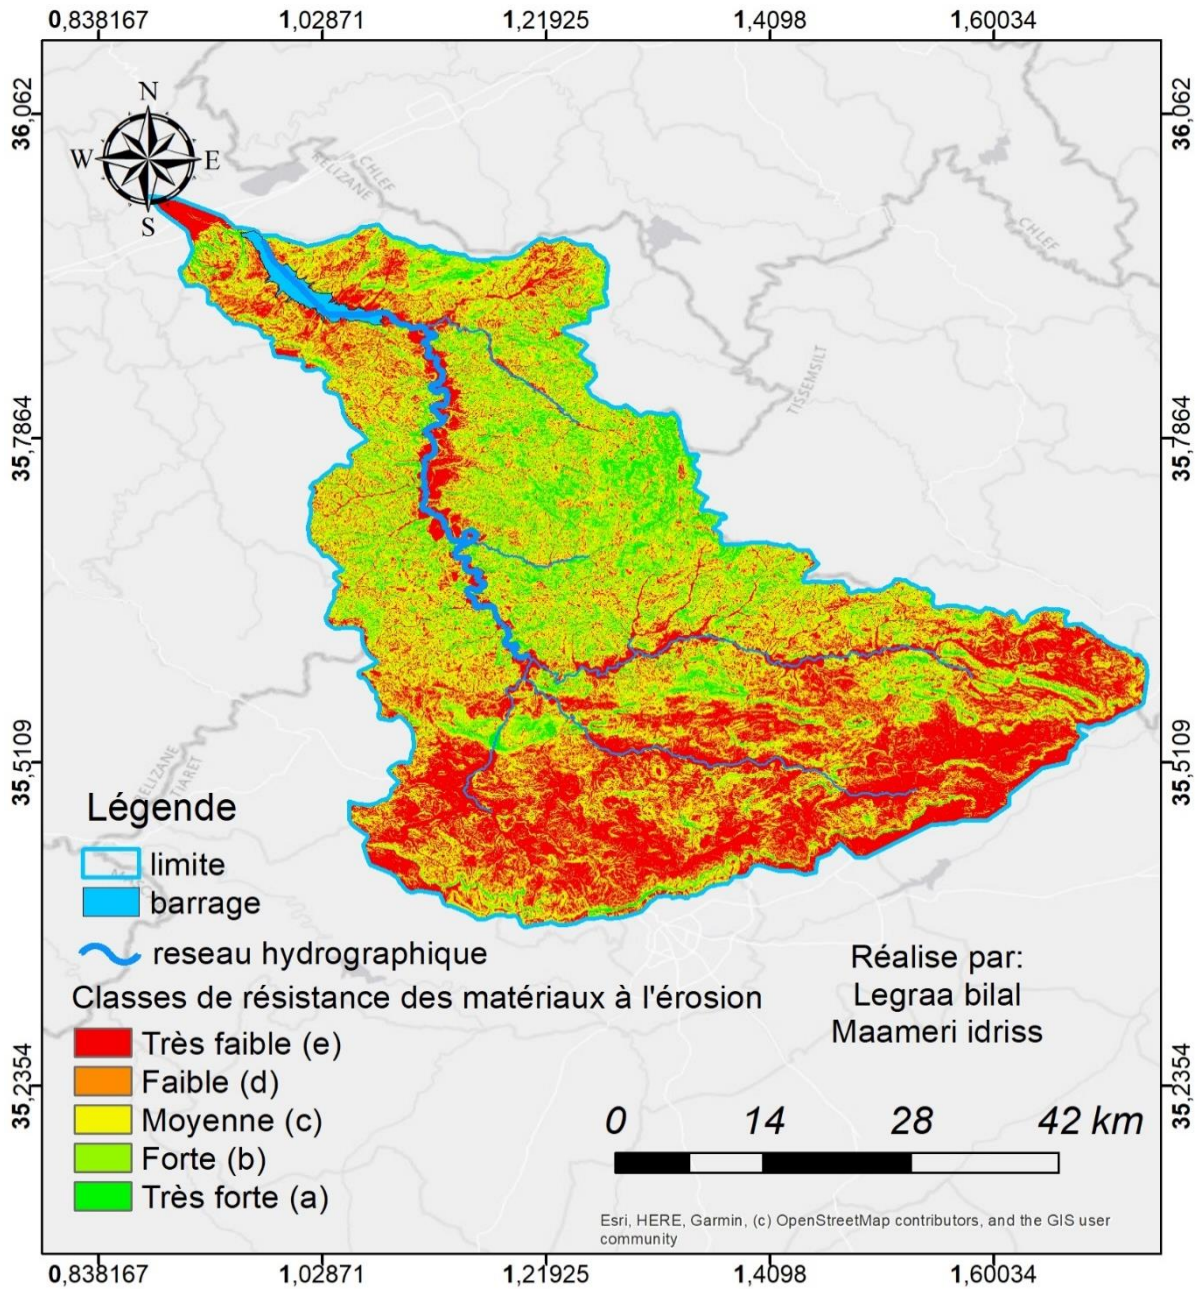 0,838167 1,02871 1,21925 1,4098 1,60034
36,062 36,062
N
W E
S
CHLEF
RELIZANE
CHLEF
TISSEMSILT
35,7864 35,7864
35,5109 35,5109
RELIZANE
TIARET
Légende
limite
barrage
reseau hydrographique
Classes de résistance des matériaux à l'érosion
Très faible (e)
Faible (d)
Moyenne (c)
Forte (b)
Très forte (a)
Réalise par:
Legraa bilal
Maameri idriss
35,2354 35,2354
0 14 28 42 km
Esri, HERE, Garmin, (c) OpenStreetMap contributors, and the GIS user
community
0,838167 1,02871 1,21925 1,4098 1,60034